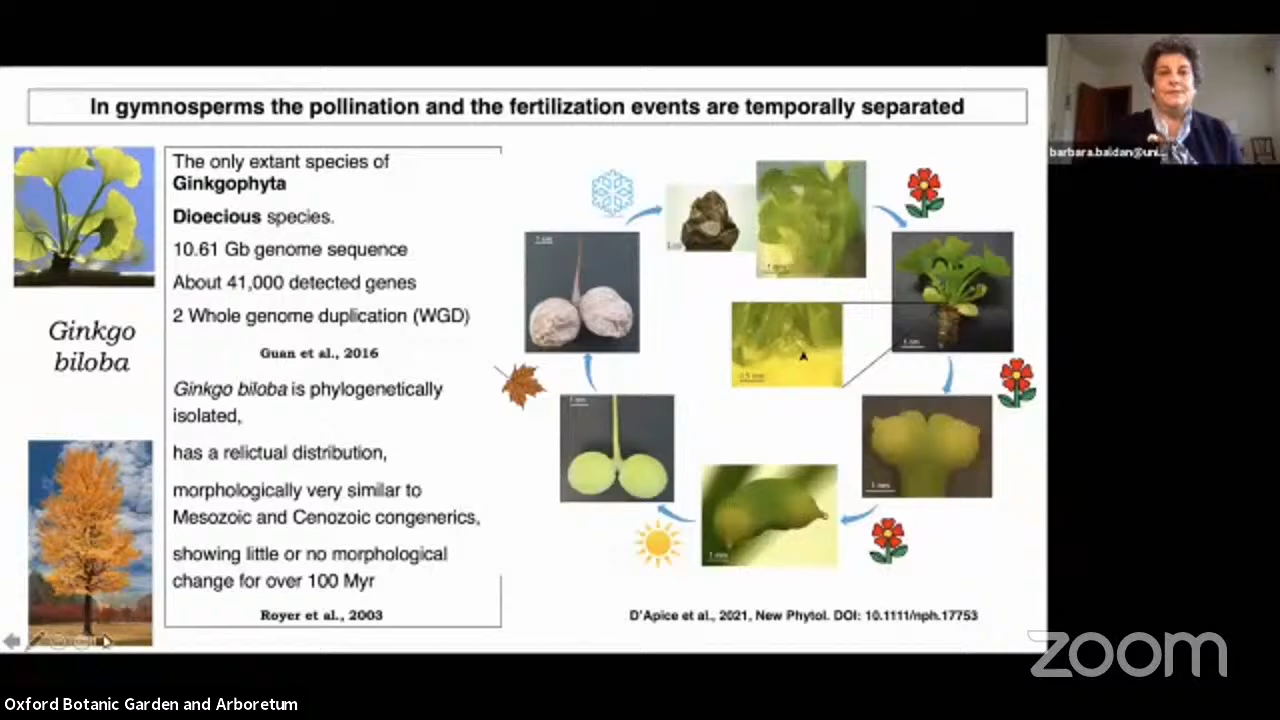 In gymnosperms the pollination and the fertilization events are temporally separated
barbara.baldan@uni...
The only extant species of
Ginkgophyta
Dioecious species.
10.61 Gb genome sequence
About 41,000 detected genes
2 Whole genome duplication (WGD)
Guan et al., 2016
Ginkgo
biloba
Ginkgo biloba is phylogenetically
isolated,
has a relictual distribution,
morphologically very similar to
Mesozoic and Cenozoic congenerics,
showing little or no morphological
change for over 100 Myr
Royer et al., 2003
1 mm
1 mm
D'Apice et al., 2021, New Phytol. DOI: 10.1111/nph.17753
zoom
Oxford Botanic Garden and Arboretum